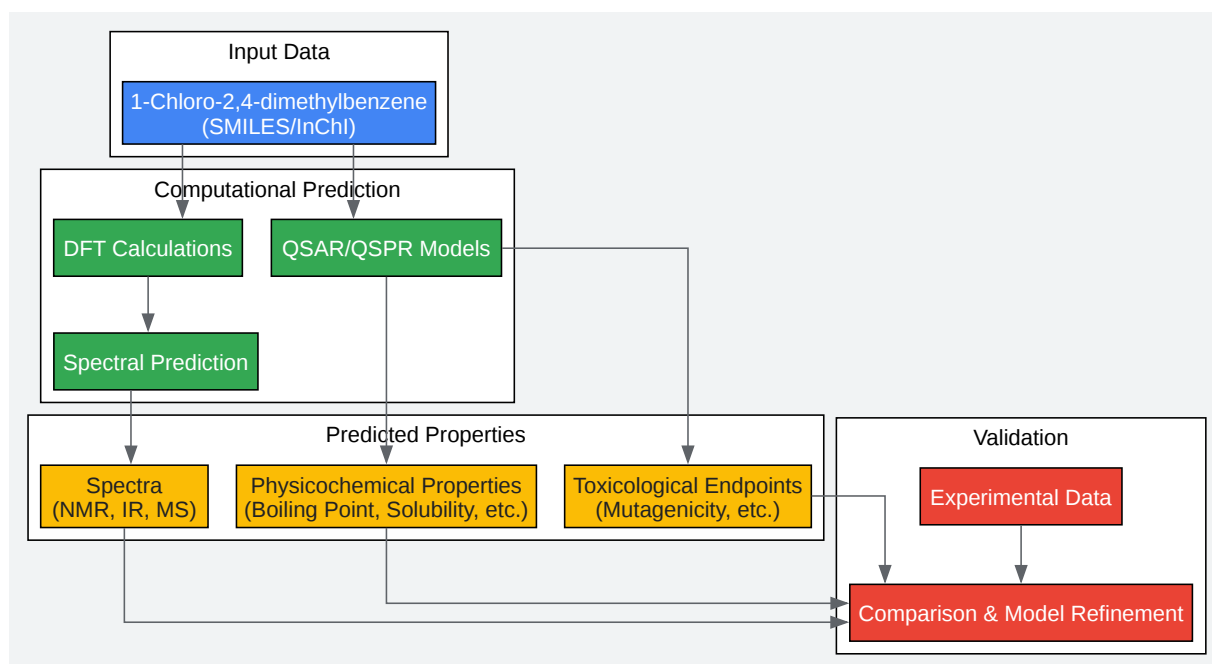 Input Data
1-Chloro-2,4-dimethylbenzene
(SMILES/InChI)
Computational Prediction
DFT Calculations
QSAR/QSPR Models
Spectral Prediction
Predicted Properties
Spectra
(NMR, IR, MS)
Physicochemical Properties
(Boiling Point, Solubility, etc.)
Toxicological Endpoints
(Mutagenicity, etc.)
Validation
Experimental Data
Comparison & Model Refinement